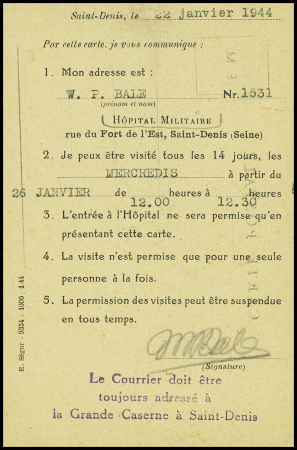 Saint-Denis, le 22 janvier 1944
Par cette carte, je vous communique :
1. Mon adresse est :
W. P. BALE Nr. 1531
(prénom et nom)
HÔPITAL MILITAIRE
rue du Fort de l'Est, Saint-Denis (Seine)
2. Je peux être visité tous les 14 jours, les
MERCREDIS à partir du
26 JANVIER de 12.00 heures à 12.30 heures
3. L'entrée à l'Hôpital ne sera permise qu'en
présentant cette carte.
4. La visite n'est permise que pour une seule
personne à la fois.
5. La permission des visites peut être suspendue
en tous temps.
(Signature)
Le Courrier doit être
toujours adressé à
la Grande Caserne à Saint-Denis
E. Ségur - 9354 - 1000 - 1-44